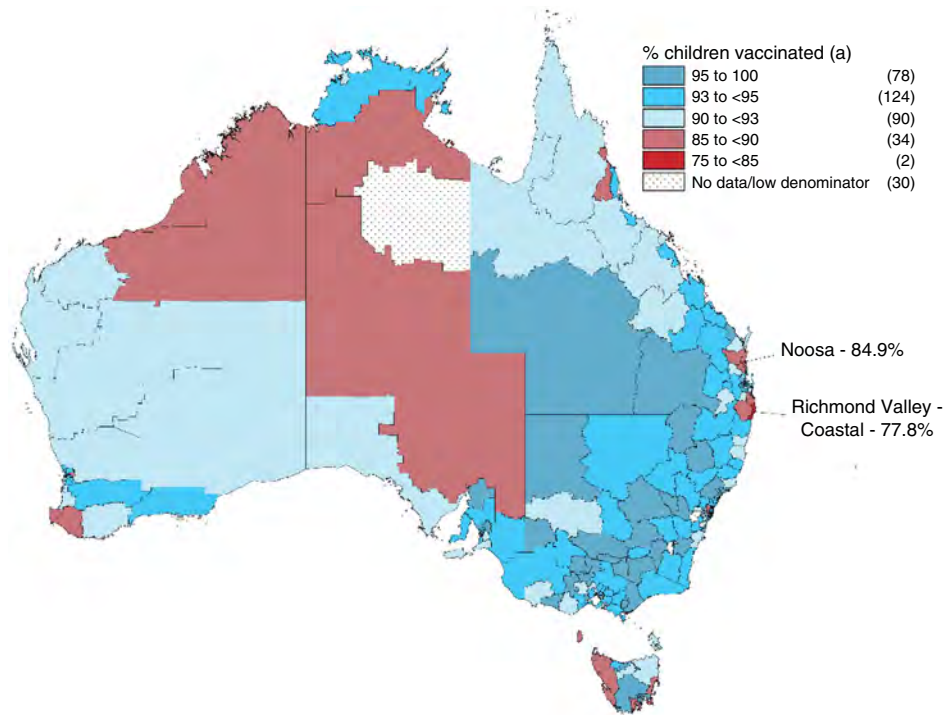 % children vaccinated (a)
95 to 100 (78)
93 to <95 (124)
90 to <93 (90)
85 to <90 (34)
75 to <85 (2)
No data/low denominator (30)
Noosa - 84.9%
Richmond Valley -
Coastal - 77.8%